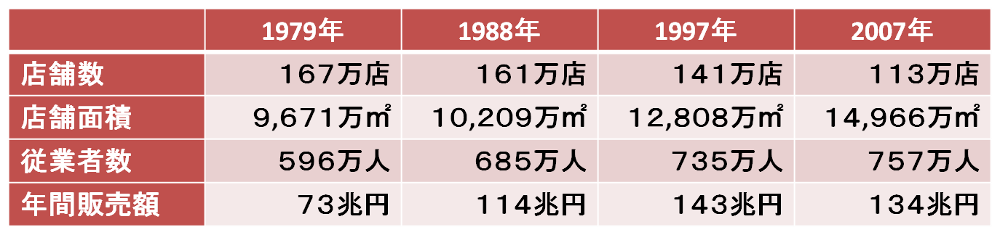 1979年 1988年 1997年 2007年
店舗数 167万店 161万店 141万店 113万店
店舗面積 9,671万㎡ 10,209万㎡ 12,808万㎡ 14,966万㎡
従業者数 596万人 685万人 735万人 757万人
年間販売額 73兆円 114兆円 143兆円 134兆円